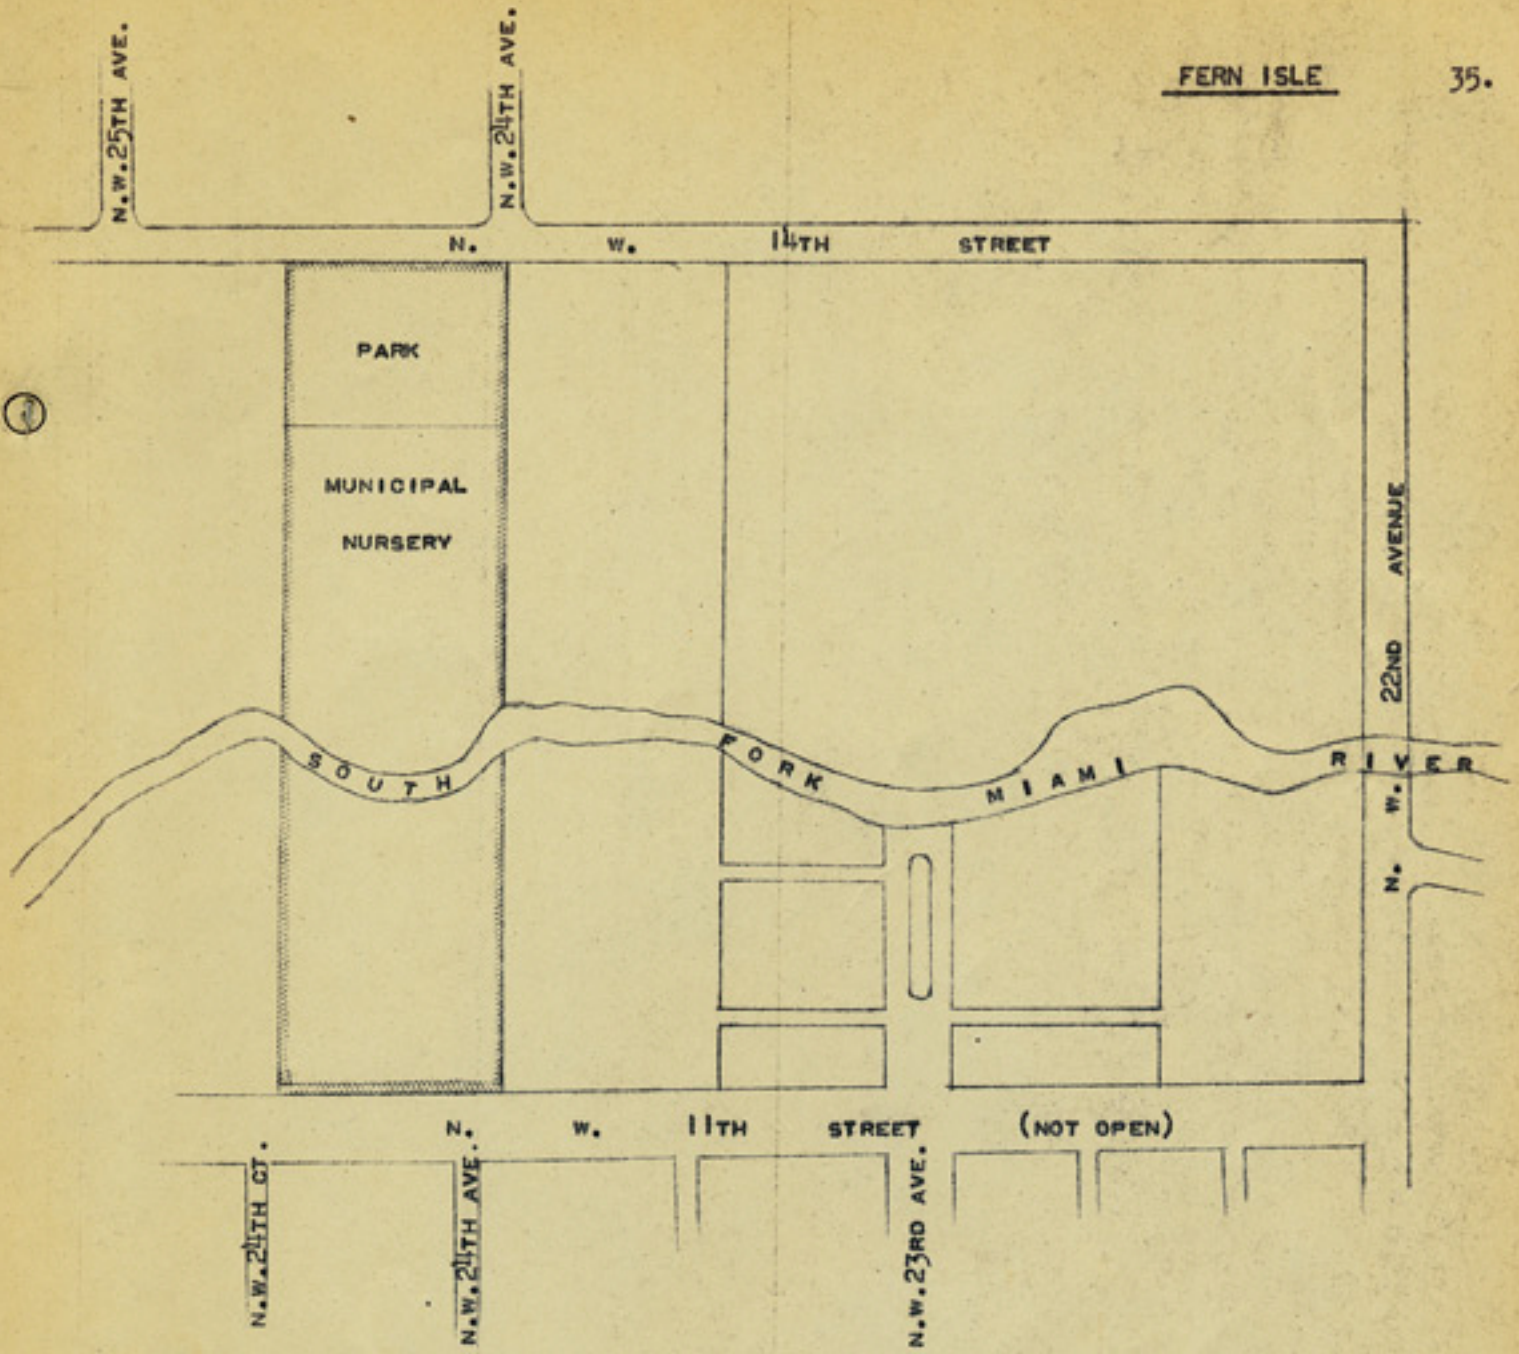 FERN ISLE 35.
N.W.25TH AVE.
N.W.24TH AVE.
N. W. 14TH STREET
PARK
MUNICIPAL
NURSERY
N. W. 22ND AVENUE
SOUTH FORK MIAMI RIVER
N. W. 11TH STREET (NOT OPEN)
N.W.24TH CT.
N.W.24TH AVE.
N.W.23RD AVE.